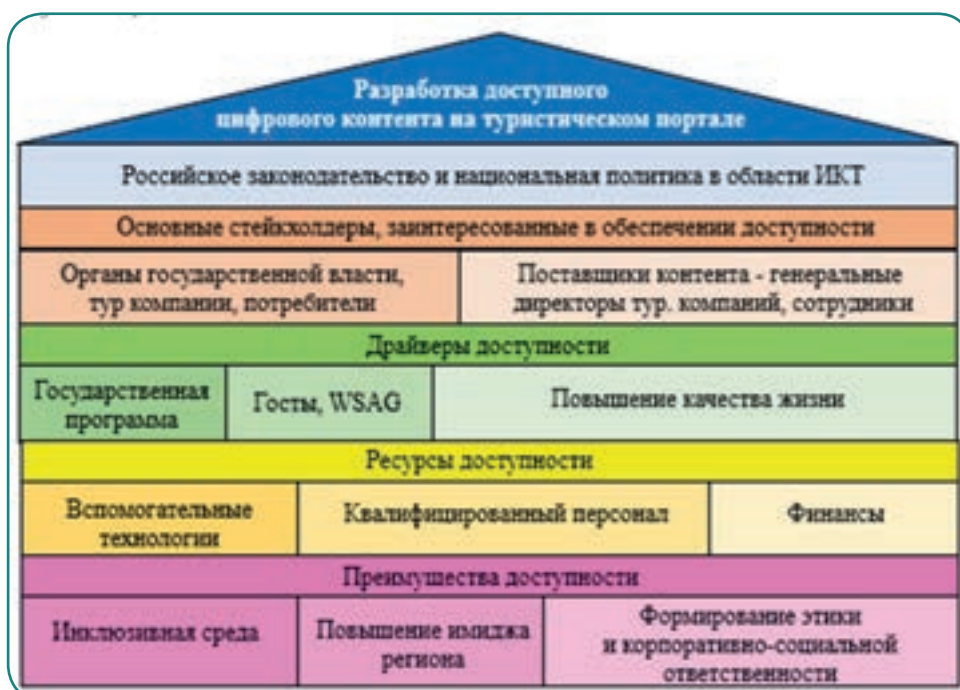 Разработка доступного
цифрового контента на туристическом портале
Российское законодательство и национальная политика в области ИКТ
Основные стейкхолдеры, заинтересованные в обеспечении доступности
Органы государственной власти,
тур компании, потребители
Поставщики контента - генеральные
директоры тур. компаний, сотрудники
Драйверы доступности
Государственная
программа
Госты, WSAG
Повышение качества жизни
Ресурсы доступности
Вспомогательные
технологии
Квалифицированный персонал
Финансы
Преимущества доступности
Инклюзивная среда
Повышение имиджа
региона
Формирование этики
и корпоративно-социальной
ответственности